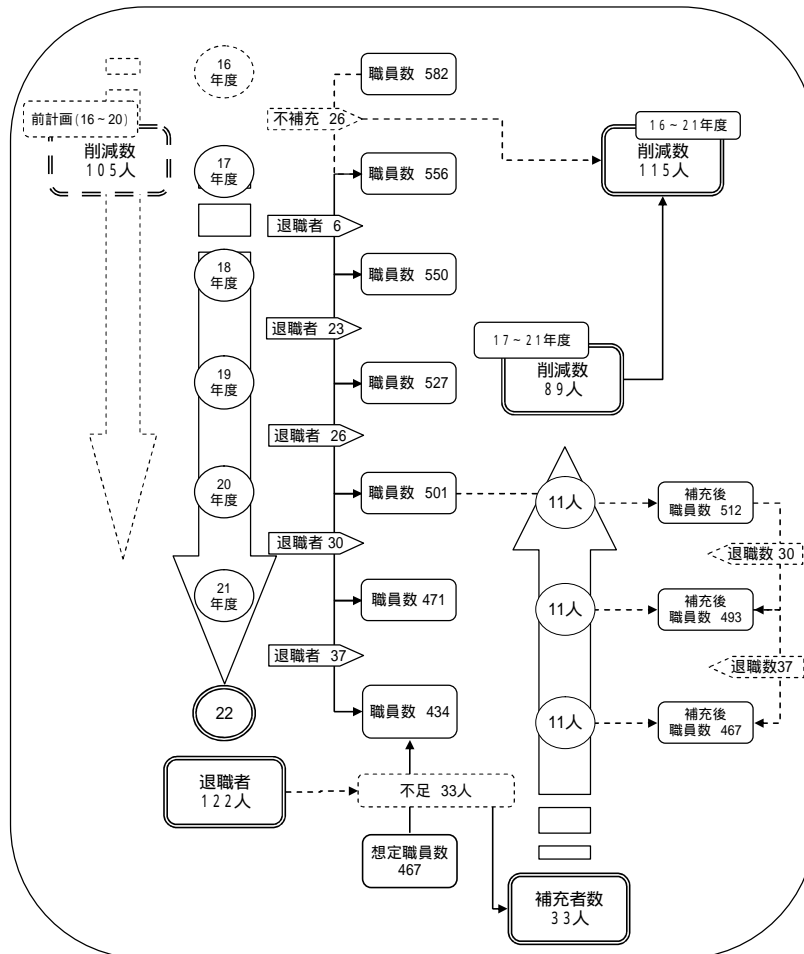 16
年度
職員数 582
前計画(16～20)
削減数
105人
不補充 26
16～21年度
削減数
115人
17
年度
職員数 556
退職者 6
18
年度
職員数 550
退職者 23
17～21年度
削減数
89人
19
年度
職員数 527
退職者 26
20
年度
職員数 501
11人
補充後
職員数 512
退職者 30
退職数 30
21
年度
職員数 471
11人
補充後
職員数 493
退職者 37
退職数37
22
職員数 434
11人
補充後
職員数 467
退職者
122人
不足 33人
想定職員数
467
補充者数
33人